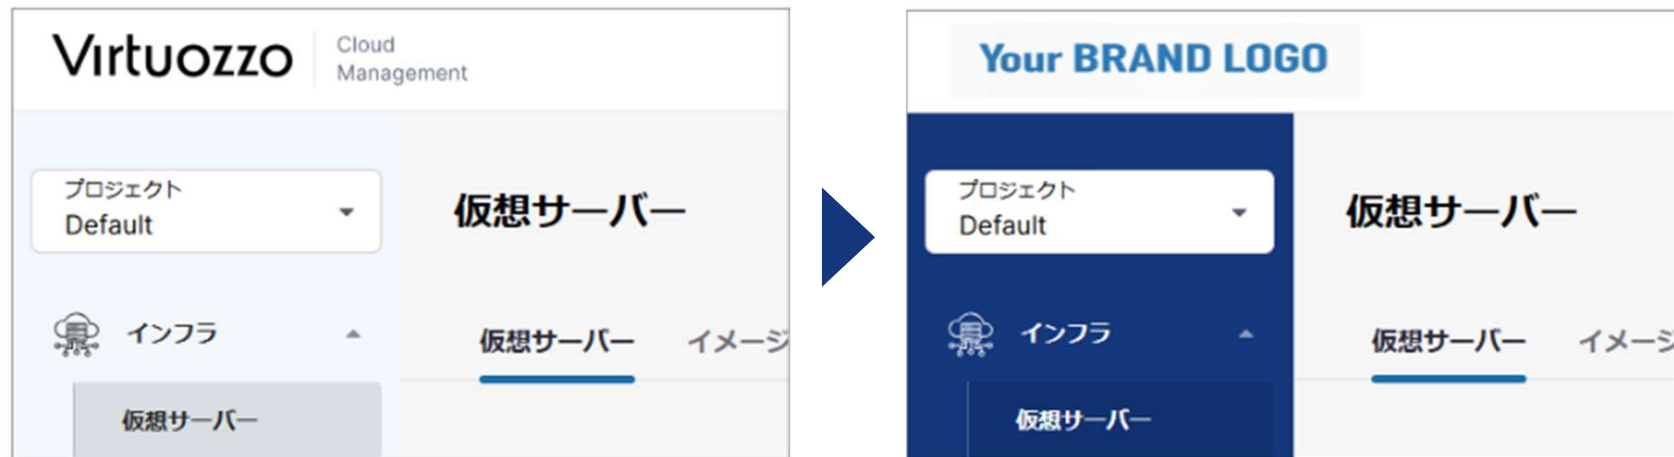 Virtuozzo
Cloud
Management
プロジェクト
Default
インフラ
仮想サーバー
仮想サーバー
仮想サーバー イメージ
Your BRAND LOGO
プロジェクト
Default
インフラ
仮想サーバー
仮想サーバー
仮想サーバー イメージ